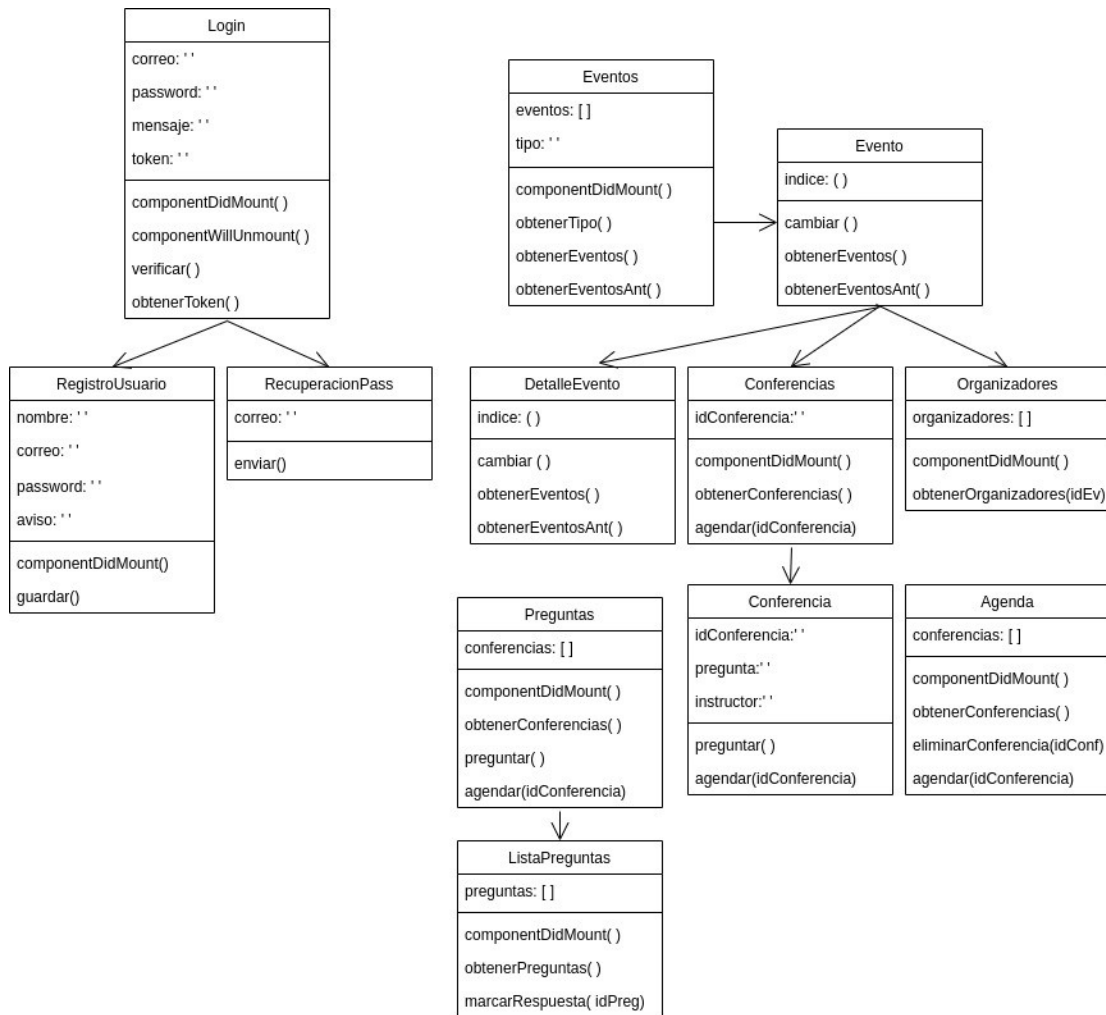 Login
correo: ' '
password: ' '
mensaje: ' '
token: ' '
componentDidMount( )
componentWillUnmount( )
verificar( )
obtenerToken( )
Eventos
eventos: [ ]
tipo: ' '
componentDidMount( )
obtenerTipo( )
obtenerEventos( )
obtenerEventosAnt( )
Evento
indice: ( )
cambiar ( )
obtenerEventos( )
obtenerEventosAnt( )
RegistroUsuario
nombre: ' '
correo: ' '
password: ' '
aviso: ' '
componentDidMount()
guardar()
RecuperacionPass
correo: ' '
enviar()
DetalleEvento
indice: ( )
cambiar ( )
obtenerEventos( )
obtenerEventosAnt( )
Conferencias
idConferencia:' '
componentDidMount( )
obtenerConferencias( )
agendar(idConferencia)
Organizadores
organizadores: [ ]
componentDidMount( )
obtenerOrganizadores(idEv)
Preguntas
conferencias: [ ]
componentDidMount( )
obtenerConferencias( )
preguntar( )
agendar(idConferencia)
Conferencia
idConferencia:' '
pregunta:' '
instructor:' '
preguntar( )
agendar(idConferencia)
Agenda
conferencias: [ ]
componentDidMount( )
obtenerConferencias( )
eliminarConferencia(idConf)
agendar(idConferencia)
ListaPreguntas
preguntas: [ ]
componentDidMount( )
obtenerPreguntas( )
marcarRespuesta( idPreg)